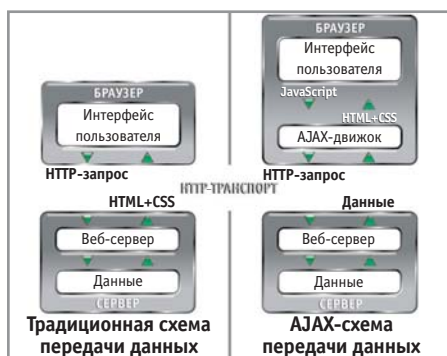 БРАУЗЕР
Интерфейс
пользователя
HTTP-запрос
HTML+CSS
Веб-сервер
Данные
СЕРВЕР
Традиционная схема
передачи данных
HTTP-ТРАНСПОРТ
БРАУЗЕР
Интерфейс
пользователя
JavaScript
HTML+CSS
AJAX-движок
HTTP-запрос
Данные
Веб-сервер
Данные
СЕРВЕР
AJAX-схема
передачи данных